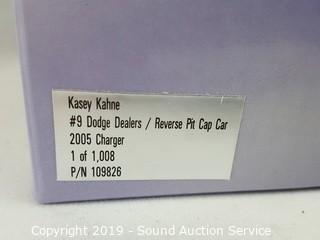 Kasey Kahne
#9 Dodge Dealers / Reverse Pit Cap Car
2005 Charger
1 of 1,008
P/N 109826
Copyright 2019 - Sound Auction Service